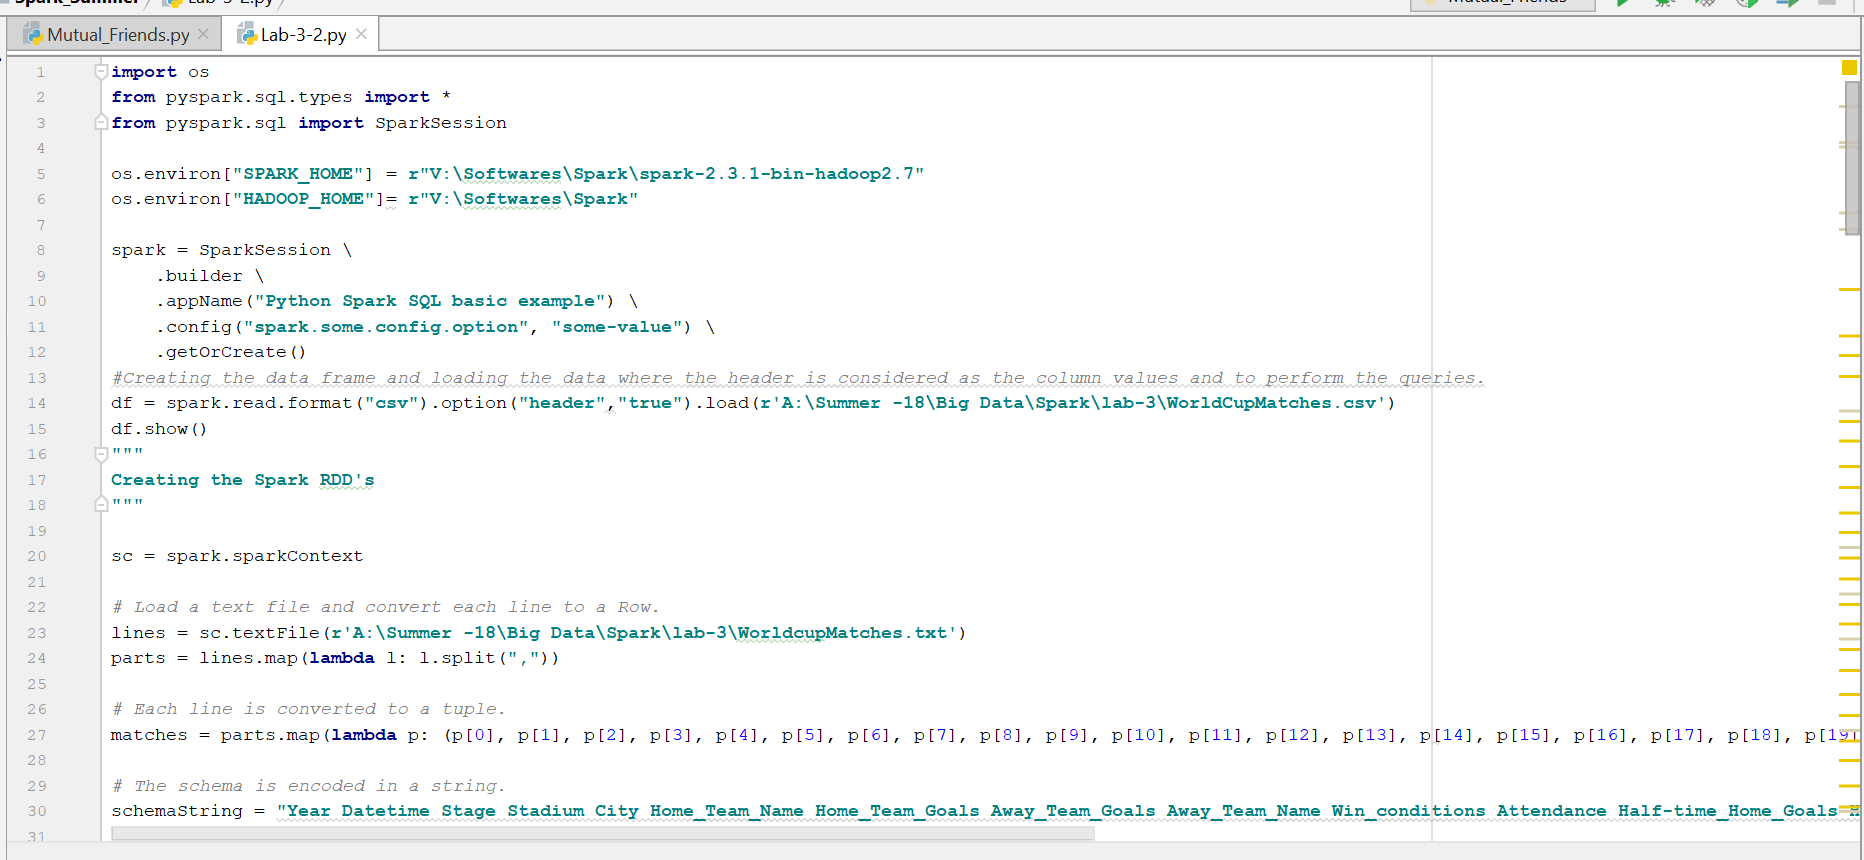 Spark_Summer Lab-3-2.py Mutual_Friends
Mutual_Friends.py Lab-3-2.py
1 import os
2 from pyspark.sql.types import *
3 from pyspark.sql import SparkSession
4
5 os.environ["SPARK_HOME"] = r"V:\Softwares\Spark\spark-2.3.1-bin-hadoop2.7"
6 os.environ["HADOOP_HOME"]= r"V:\Softwares\Spark"
7
8 spark = SparkSession \
9 .builder \
10 .appName("Python Spark SQL basic example") \
11 .config("spark.some.config.option", "some-value") \
12 .getOrCreate()
13 #Creating the data frame and loading the data where the header is considered as the column values and to perform the queries.
14 df = spark.read.format("csv").option("header","true").load(r'A:\Summer -18\Big Data\Spark\lab-3\WorldCupMatches.csv')
15 df.show()
16 """
17 Creating the Spark RDD's
18 """
19
20 sc = spark.sparkContext
21
22 # Load a text file and convert each line to a Row.
23 lines = sc.textFile(r'A:\Summer -18\Big Data\Spark\lab-3\WorldcupMatches.txt')
24 parts = lines.map(lambda l: l.split(","))
25
26 # Each line is converted to a tuple.
27 matches = parts.map(lambda p: (p[0], p[1], p[2], p[3], p[4], p[5], p[6], p[7], p[8], p[9], p[10], p[11], p[12], p[13], p[14], p[15], p[16], p[17], p[18], p[19]
28
29 # The schema is encoded in a string.
30 schemaString = "Year Datetime Stage Stadium City Home_Team_Name Home_Team_Goals Away_Team_Goals Away_Team_Name Win_conditions Attendance Half-time_Home_Goals
31